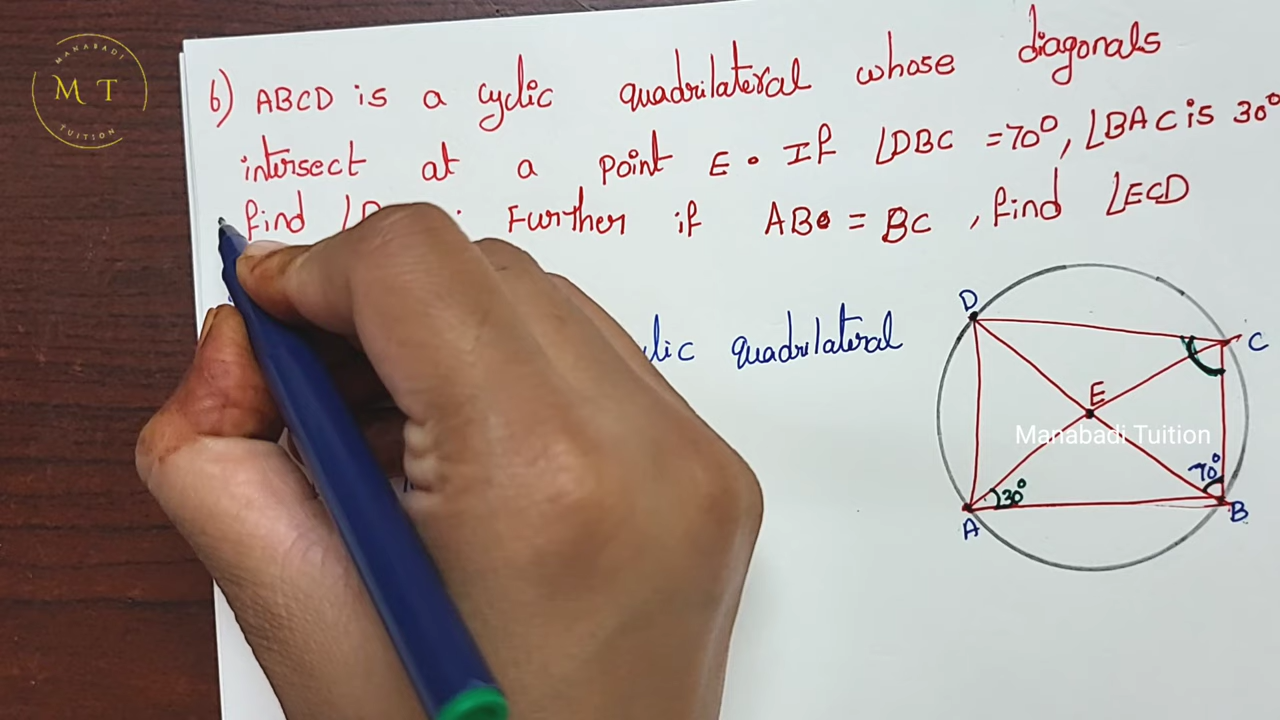 MANABADI
M T
TUITION
6) ABCD is a cyclic quadrilateral whose diagonals
intersect at a point E. If ∠DBC = 70°, ∠BAC is 30°
find ∠ Further if AB = BC, find ∠ECD
quadrilateral
D
C
E
Manabadi Tuition
70°
30°
A
B